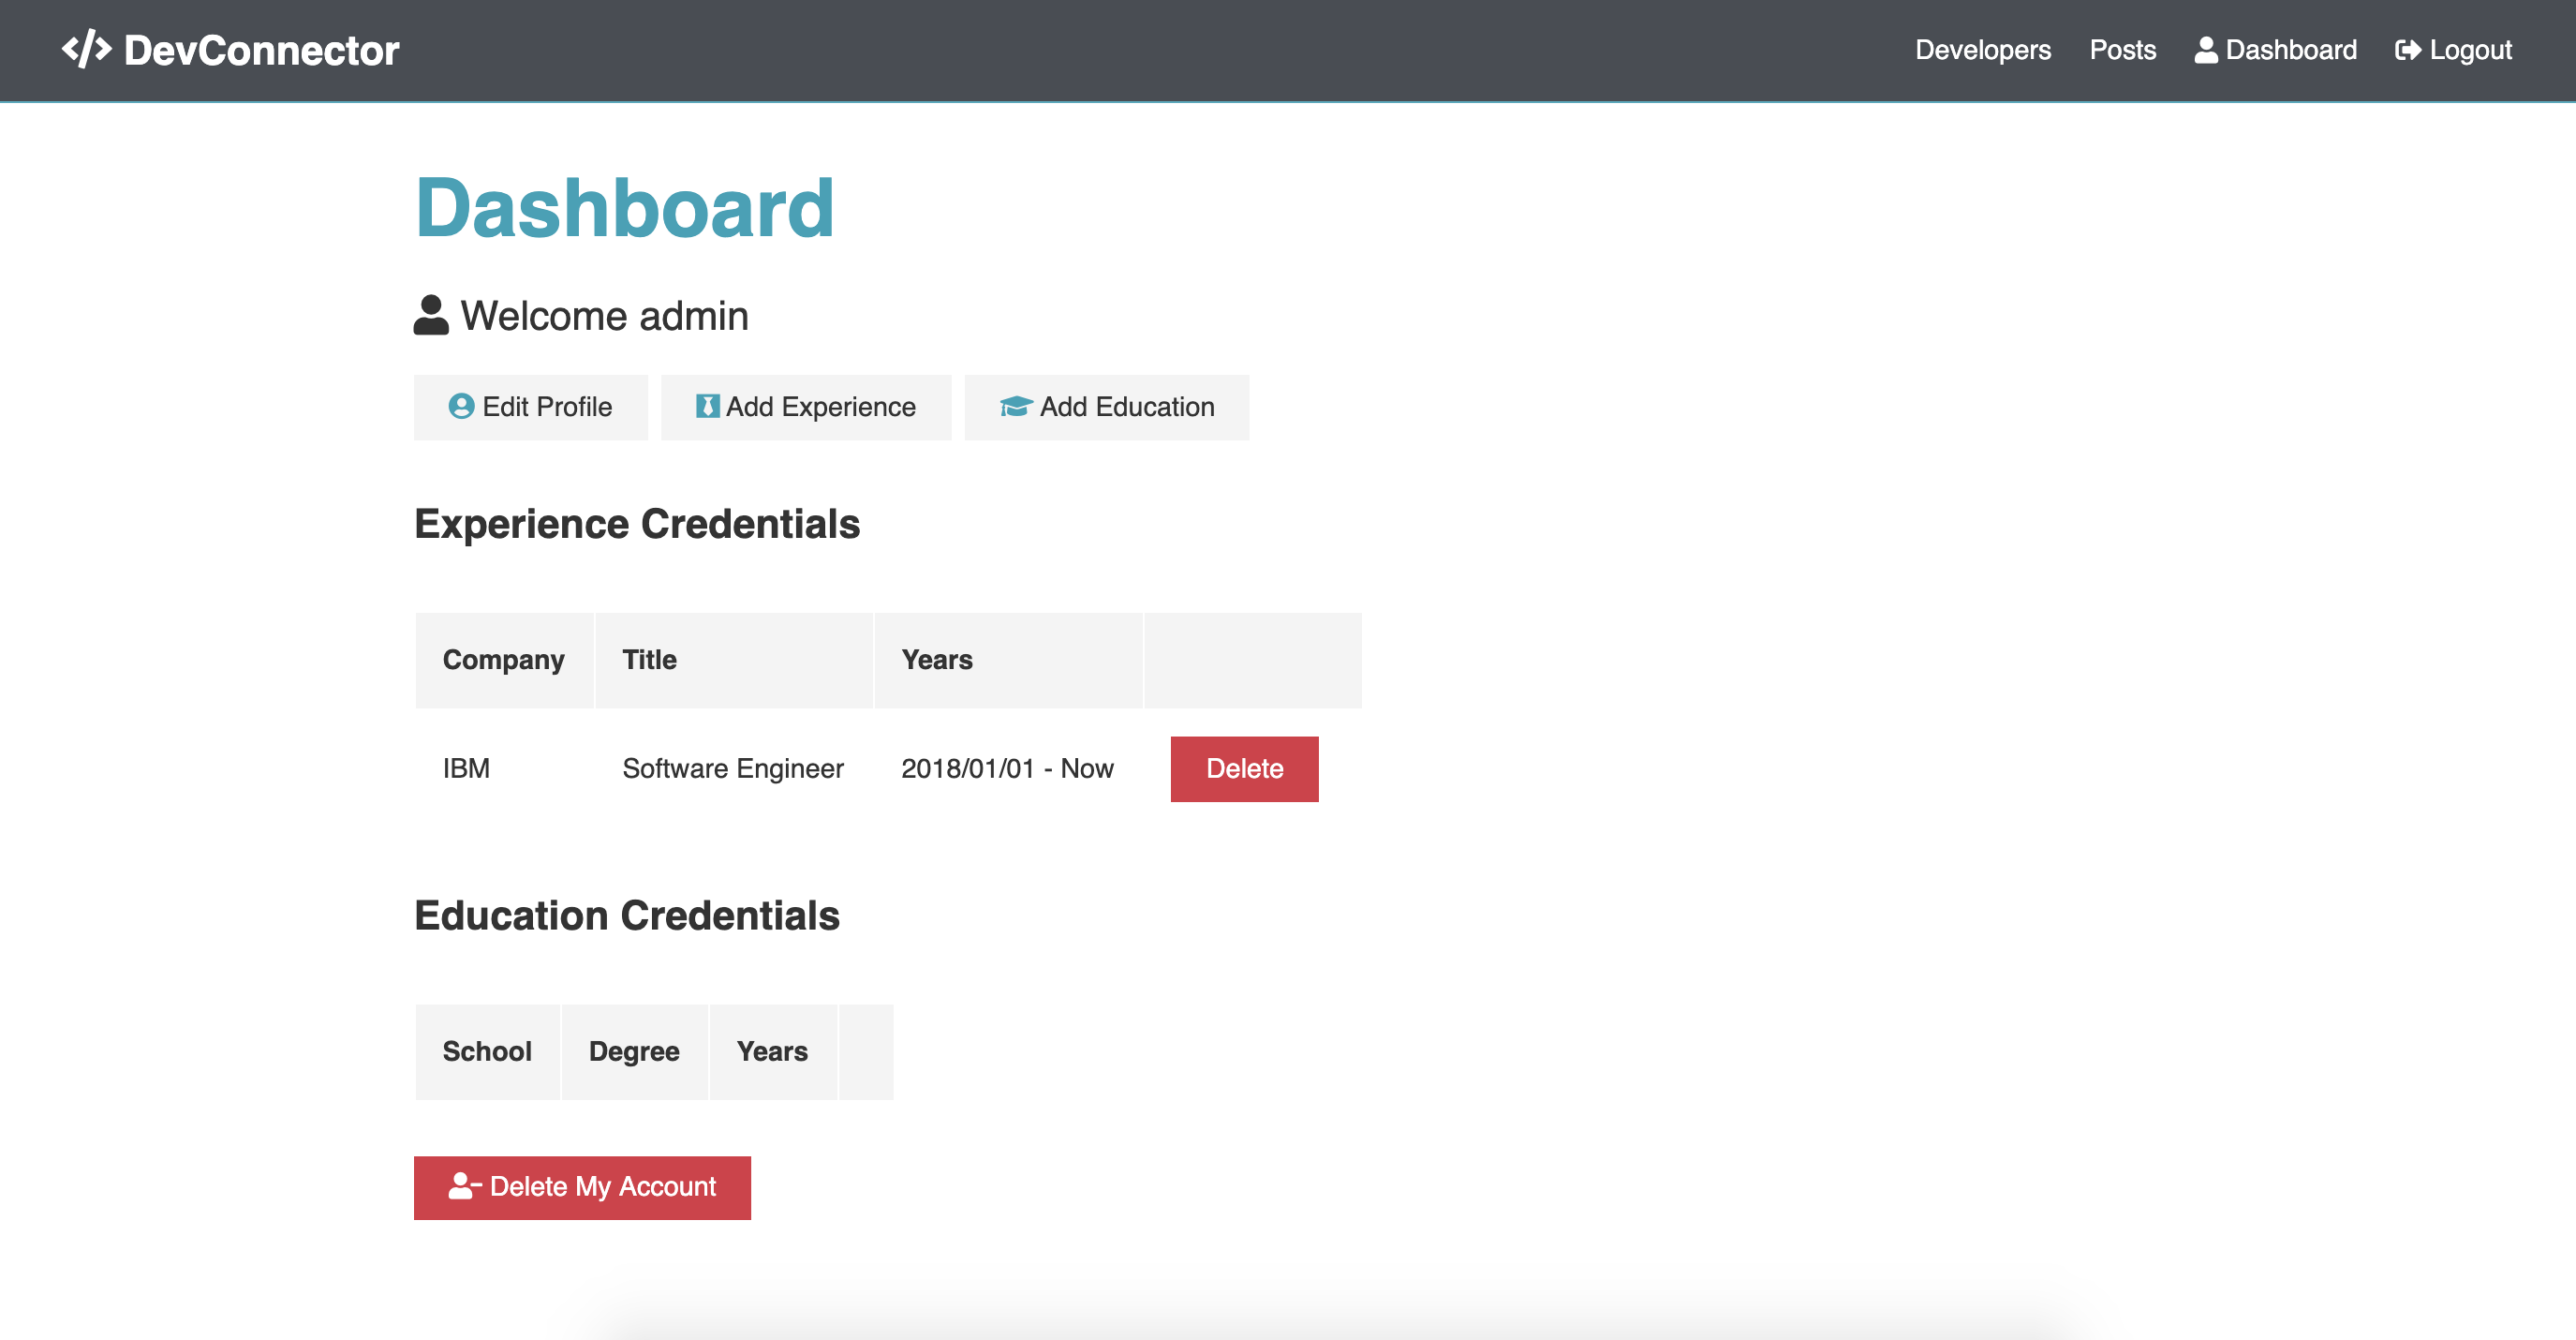 DevConnector
Developers Posts Dashboard Logout
Dashboard
Welcome admin
Edit Profile Add Experience Add Education
Experience Credentials
Company Title Years
IBM Software Engineer 2018/01/01 - Now Delete
Education Credentials
School Degree Years
Delete My Account